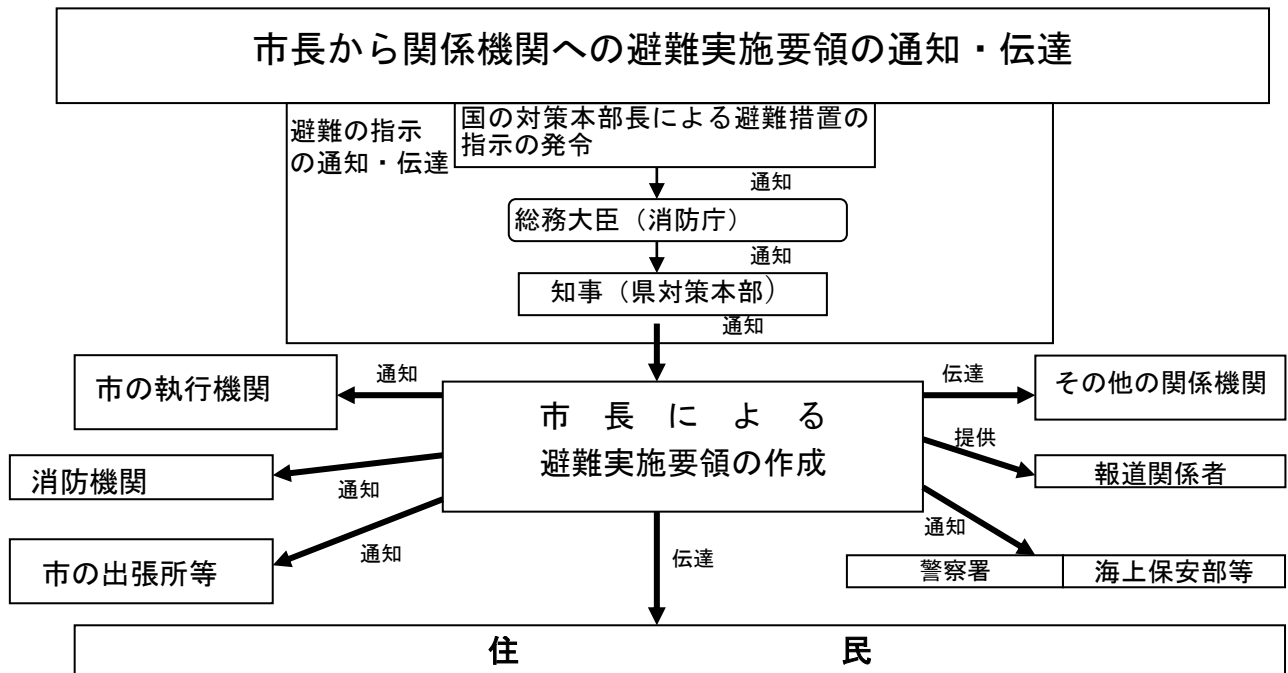 市長から関係機関への避難実施要領の通知・伝達
避難の指示
の通知・伝達
国の対策本部長による避難措置の
指示の発令
通知
総務大臣（消防庁）
通知
知事（県対策本部）
通知
市の執行機関
通知
市長による
避難実施要領の作成
伝達
その他の関係機関
提供
報道関係者
消防機関
通知
通知
市の出張所等
通知
伝達
警察署
海上保安部等
住民